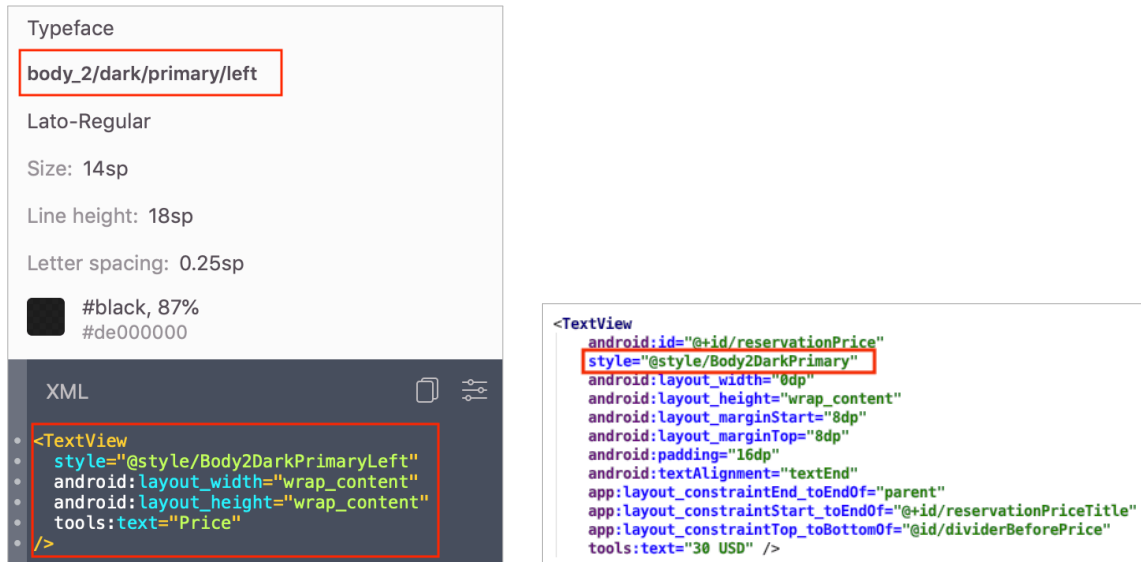 Typeface
body_2/dark/primary/left
Lato-Regular
Size: 14sp
Line height: 18sp
Letter spacing: 0.25sp
#black, 87%
#de000000
XML
<TextView
style="@style/Body2DarkPrimaryLeft"
android:layout_width="wrap_content"
android:layout_height="wrap_content"
tools:text="Price"
/>
<TextView
android:id="@+id/reservationPrice"
style="@style/Body2DarkPrimary"
android:layout_width="0dp"
android:layout_height="wrap_content"
android:layout_marginStart="8dp"
android:layout_marginTop="8dp"
android:padding="16dp"
android:textAlignment="textEnd"
app:layout_constraintEnd_toEndOf="parent"
app:layout_constraintStart_toEndOf="@+id/reservationPriceTitle"
app:layout_constraintTop_toBottomOf="@id/dividerBeforePrice"
tools:text="30 USD" />